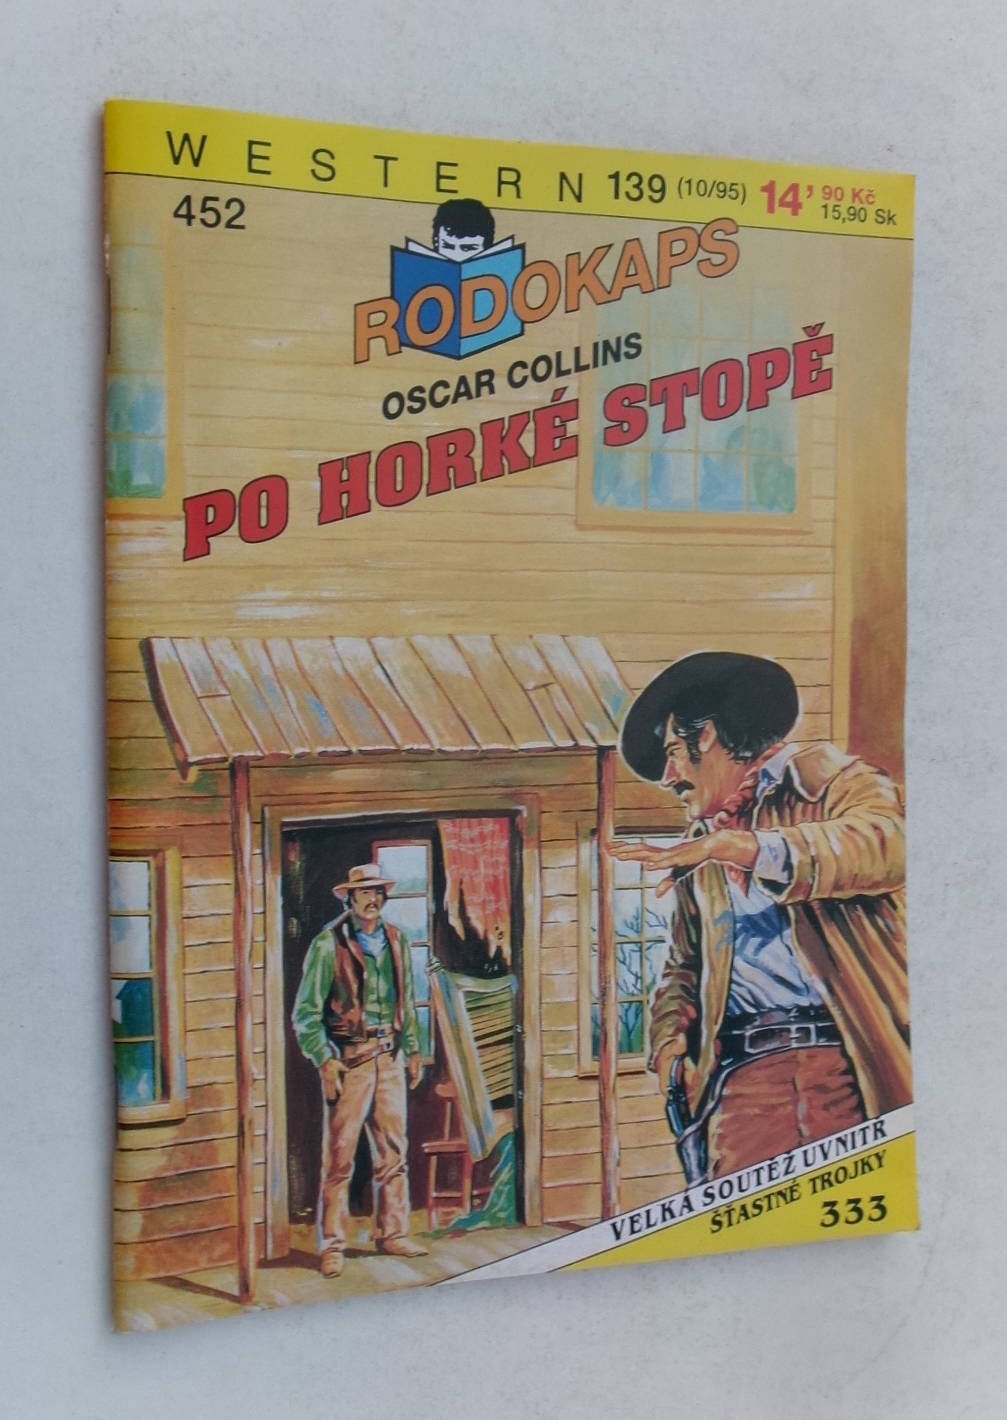 WESTERN 139 (10/95) 14’90 Kč
15,90 Sk
452
RODOKAPS
OSCAR COLLINS
PO HORKÉ STOPĚ
VELKÁ SOUTĚŽ UVNITŘ
ŠŤASTNÉ TROJKY
333